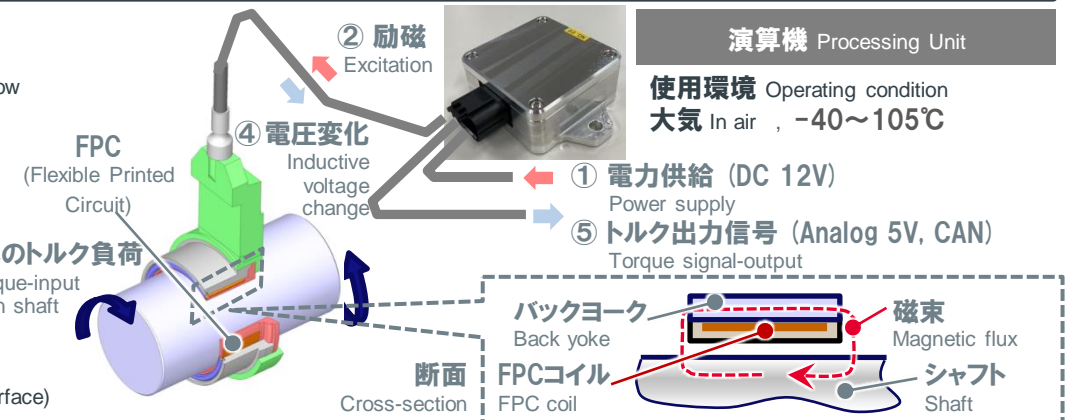 ② 励磁
Excitation
演算機 Processing Unit
使用環境 Operating condition
大気 In air , -40～105℃
ow
FPC
(Flexible Printed
Circuit)
④ 電圧変化
Inductive
voltage
change
① 電力供給 (DC 12V)
Power supply
⑤ トルク出力信号 (Analog 5V, CAN)
Torque signal-output
のトルク負荷
que-input
n shaft
バックヨーク
Back yoke
磁束
Magnetic flux
断面
Cross-section
FPCコイル
FPC coil
シャフト
Shaft
rface)